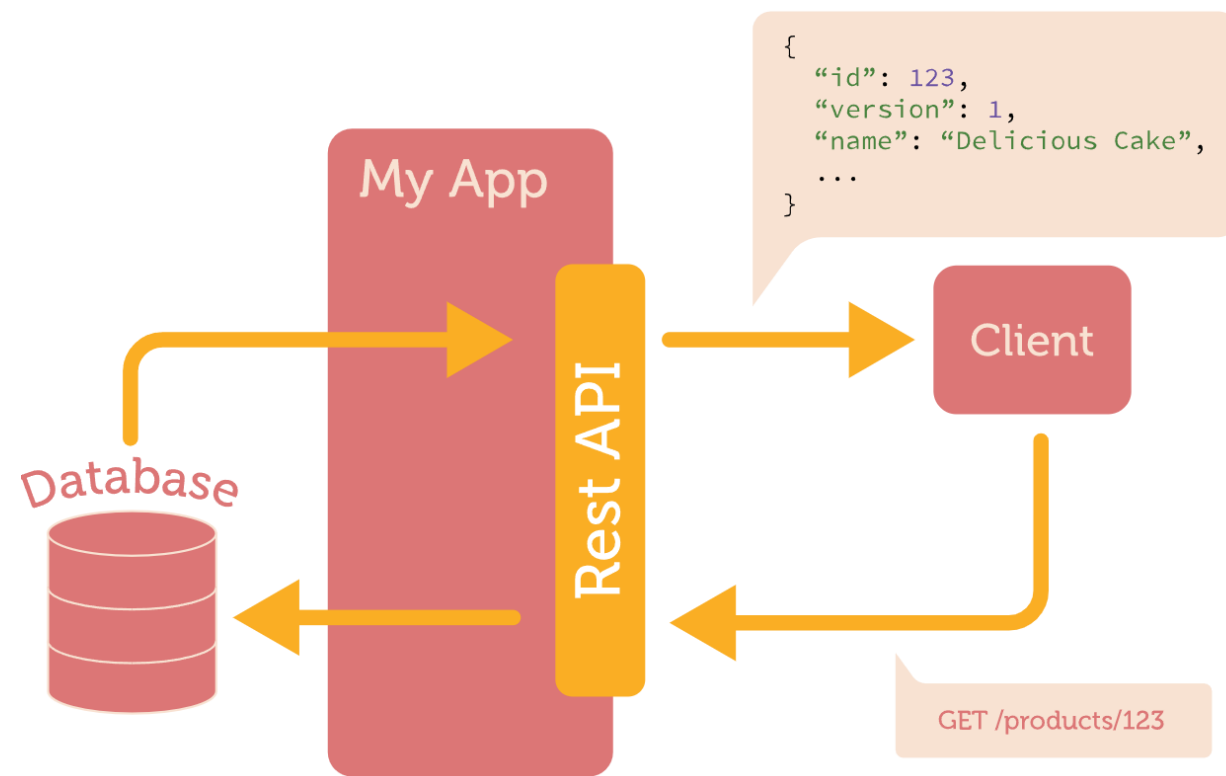 {
“id”: 123,
“version”: 1,
“name”: “Delicious Cake”,
...
}
My App
Rest API
Client
Database
GET /products/123